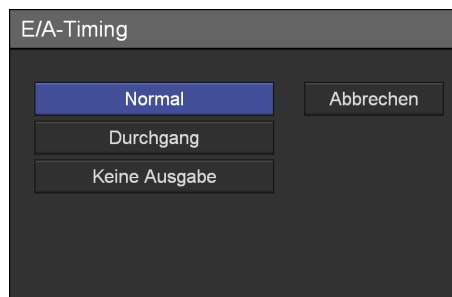 E/A-Timing
Normal
Abbrechen
Durchgang
Keine Ausgabe